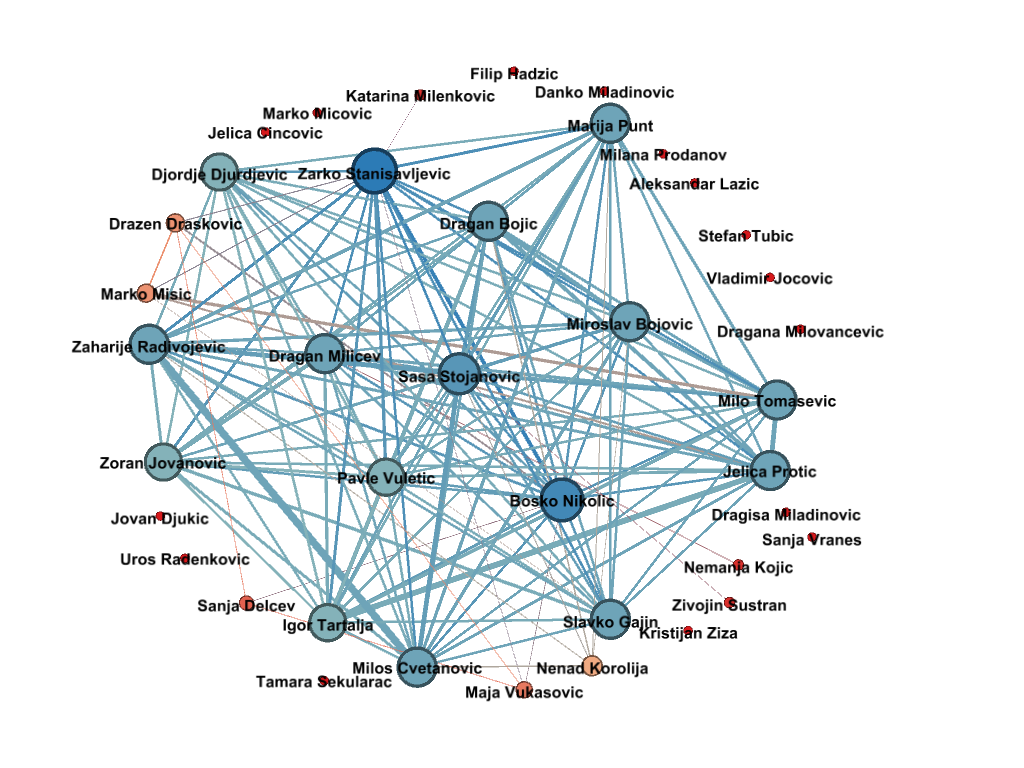 Filip Hadzic
Katarina Milenkovic
Danko Miladinovic
Marko Micovic
Marija Punt
Jelica Cincovic
Milana Prodanov
Djordje Djurdjevic
Zarko Stanisavljevic
Aleksandar Lazic
Drazen Draskovic
Dragan Bojic
Stefan Tubic
Vladimir Jocovic
Marko Misic
Miroslav Bojovic
Dragana Milovancevic
Zaharije Radivojevic
Dragan Milicev
Sasa Stojanovic
Milo Tomasevic
Zoran Jovanovic
Jelica Protic
Pavle Vuletic
Bosko Nikolic
Dragisa Miladinovic
Jovan Djukic
Sanja Vranes
Uros Radenkovic
Nemanja Kojic
Sanja Delcev
Zivojin Sustran
Slavko Gajin
Igor Tartalja
Kristijan Ziza
Milos Cvetanovic
Nenad Korolija
Tamara Sekularac
Maja Vukasovic